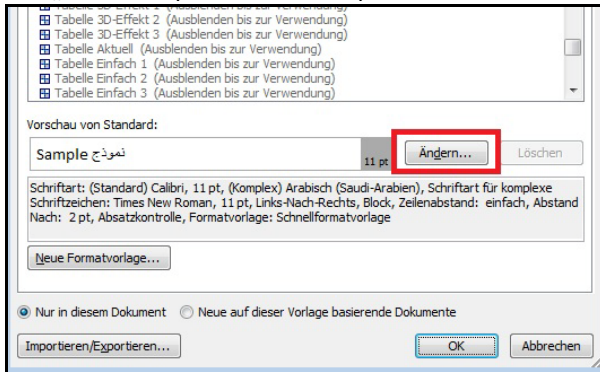 Tabelle 3D-Effekt 2 (Ausblenden bis zur Verwendung)
Tabelle 3D-Effekt 3 (Ausblenden bis zur Verwendung)
Tabelle Aktuell (Ausblenden bis zur Verwendung)
Tabelle Einfach 1 (Ausblenden bis zur Verwendung)
Tabelle Einfach 2 (Ausblenden bis zur Verwendung)
Tabelle Einfach 3 (Ausblenden bis zur Verwendung)
Vorschau von Standard:
Sample نموذج
11 pt
Ändern...
Löschen
Schriftart: (Standard) Calibri, 11 pt, (Komplex) Arabisch (Saudi-Arabien), Schriftart für komplexe
Schriftzeichen: Times New Roman, 11 pt, Links-Nach-Rechts, Block, Zeilenabstand: einfach, Abstand
Nach: 2 pt, Absatzkontrolle, Formatvorlage: Schnellformatvorlage
Neue Formatvorlage...
Nur in diesem Dokument Neue auf dieser Vorlage basierende Dokumente
Importieren/Exportieren... OK Abbrechen